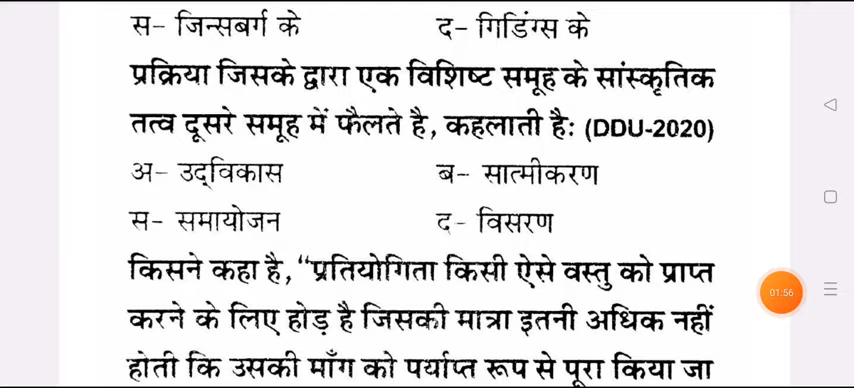 स- जिन्सबर्ग के द- गिडिंग्स के
प्रक्रिया जिसके द्वारा एक विशिष्ट समूह के सांस्कृतिक
तत्व दूसरे समूह में फैलते है, कहलाती है: (DDU-2020)
अ- उद्विकास ब- सात्मीकरण
स- समायोजन द- विसरण
किसने कहा है, “प्रतियोगिता किसी ऐसे वस्तु को प्राप्त
करने के लिए होड़ है जिसकी मात्रा इतनी अधिक नहीं
होती कि उसकी माँग को पर्याप्त रूप से पूरा किया जा
01:56